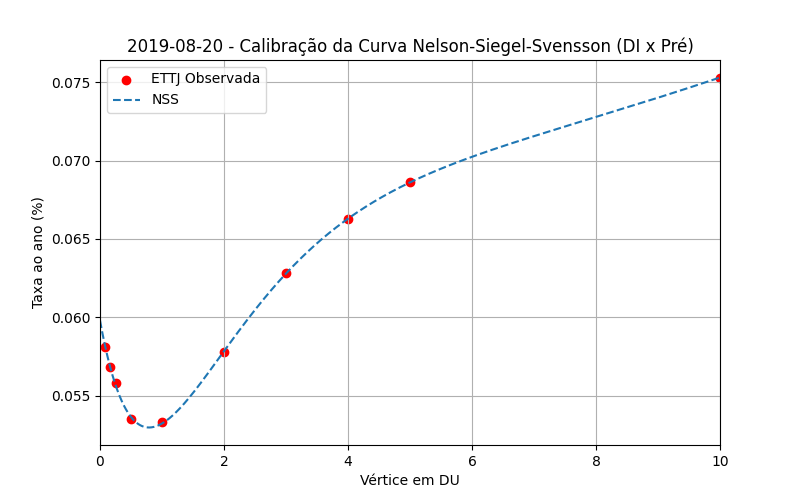 2019-08-20 - Calibração da Curva Nelson-Siegel-Svensson (DI x Pré)
ETTJ Observada
NSS
Taxa ao ano (%)
0.075
0.070
0.065
0.060
0.055
0 2 4 6 8 10
Vértice em DU